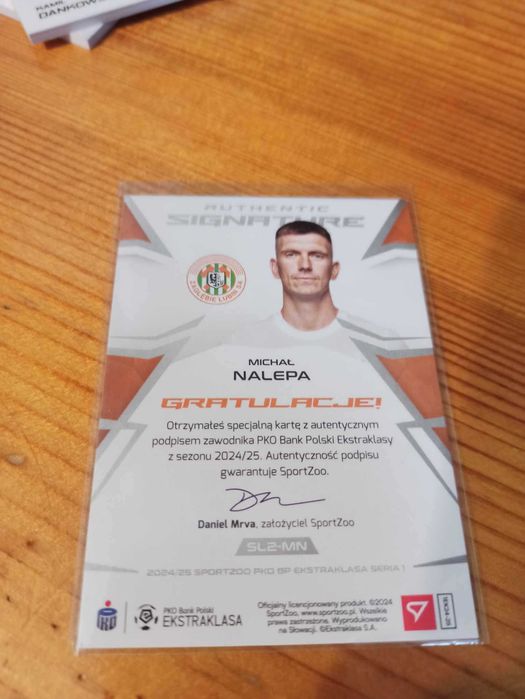 DANKOW
AUTHENTIC
SIGNATURE
ZAGŁĘBIE LUBIN SA
MICHAŁ
NALEPA
GRATULACJE!
Otrzymałeś specjalną kartę z autentycznym
podpisem zawodnika PKO Bank Polski Ekstraklasy
z sezonu 2024/25. Autentyczność podpisu
gwarantuje SportZoo.
Daniel Mrva, założyciel SportZoo
SL2-MN
2024/25 SPORTZOO PKO BP EKSTRAKLASA SERIA 1
PKO Bank Polski
EKSTRAKLASA
Oficjalny licencjonowany produkt. ©2024
SportZoo, www.sportzoo.pl. Wszelkie
prawa zastrzeżone. Wyprodukowano
na Słowacji. ©Ekstraklasa S.A.